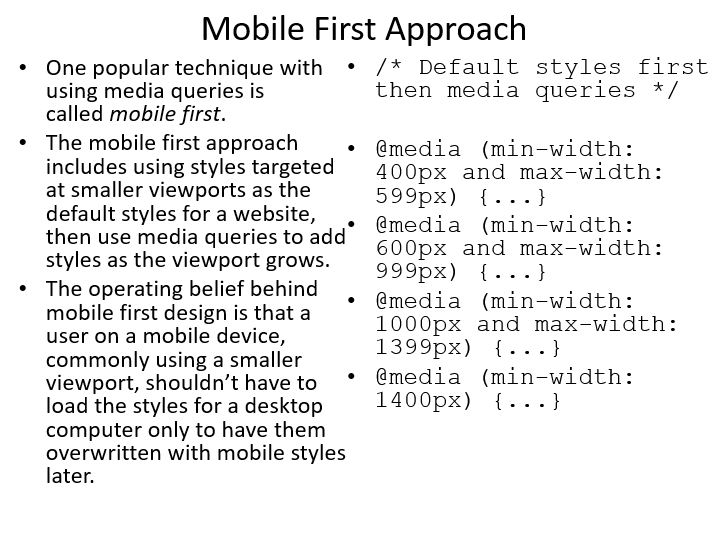 Mobile First Approach
• One popular technique with
using media queries is
called mobile first.
• The mobile first approach
includes using styles targeted
at smaller viewports as the
default styles for a website,
then use media queries to add
styles as the viewport grows.
• The operating belief behind
mobile first design is that a
user on a mobile device,
commonly using a smaller
viewport, shouldn’t have to
load the styles for a desktop
computer only to have them
overwritten with mobile styles
later.
• /* Default styles first
then media queries */
• @media (min-width:
400px and max-width:
599px) {...}
• @media (min-width:
600px and max-width:
999px) {...}
• @media (min-width:
1000px and max-width:
1399px) {...}
• @media (min-width:
1400px) {...}